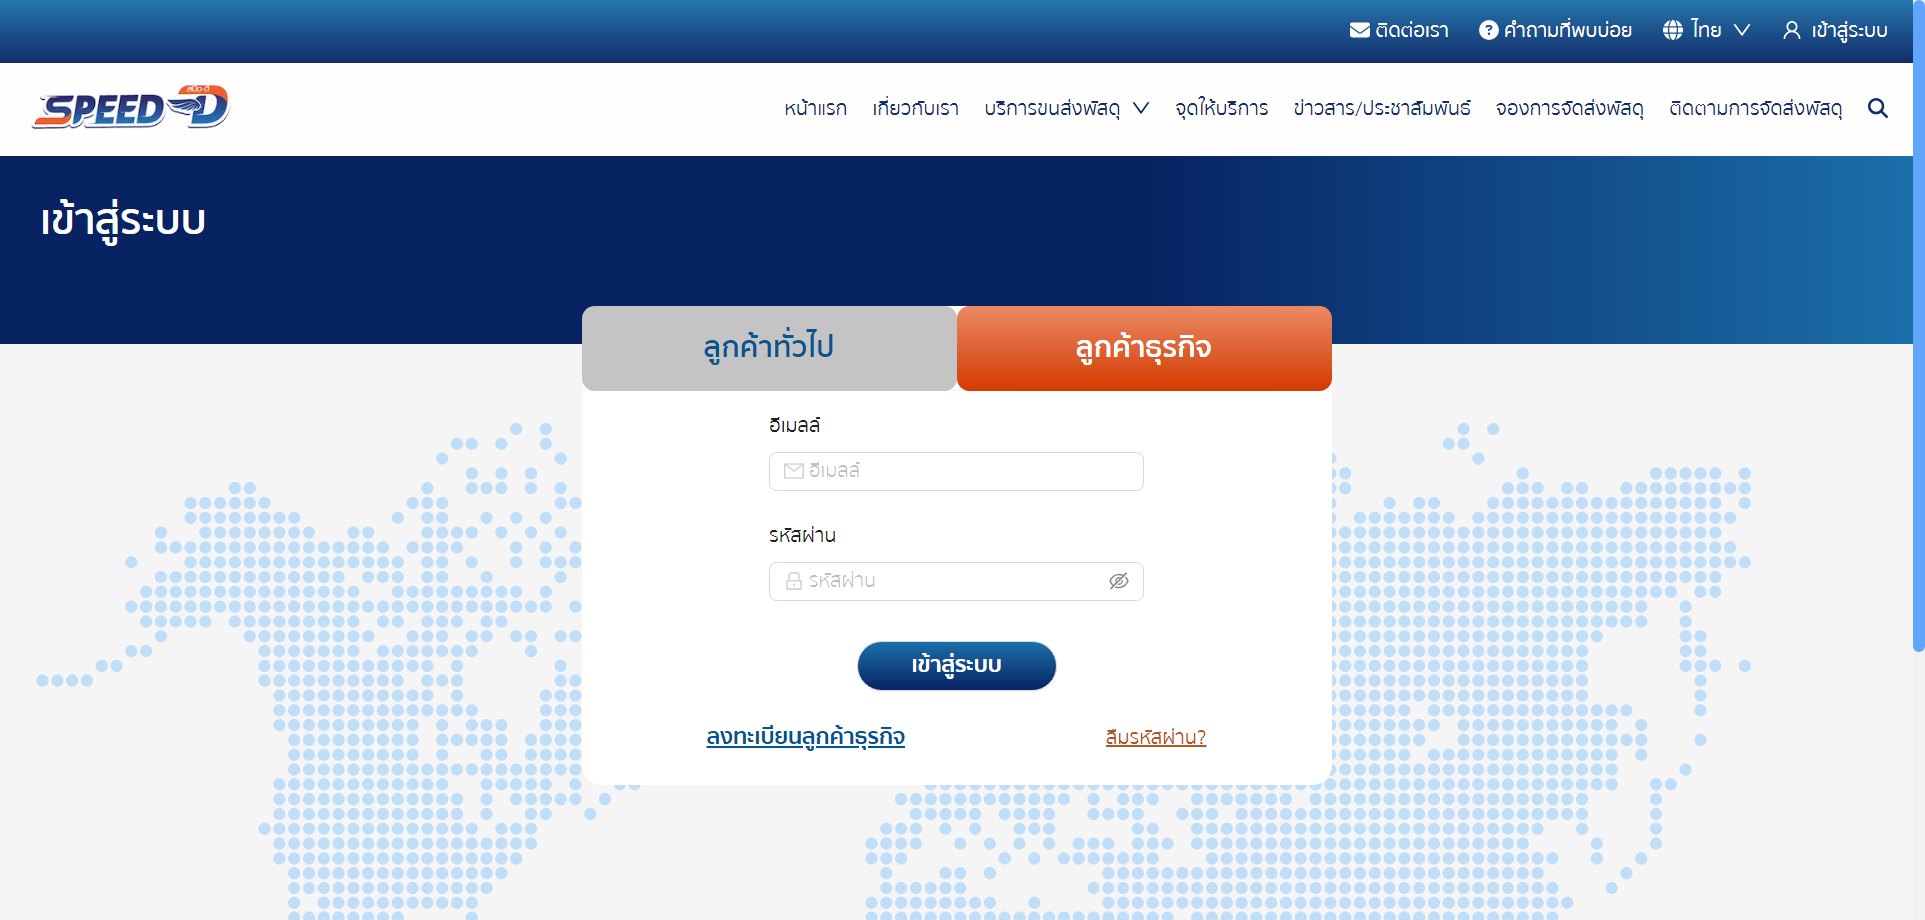 ติดต่อเรา คำถามที่พบบ่อย ไทย เข้าสู่ระบบ
SPEED-D สปีด-ดี
หน้าแรก เกี่ยวกับเรา บริการขนส่งพัสดุ จุดให้บริการ ข่าวสาร/ประชาสัมพันธ์ จองการจัดส่งพัสดุ ติดตามการจัดส่งพัสดุ
เข้าสู่ระบบ
ลูกค้าทั่วไป ลูกค้าธุรกิจ
อีเมลล์
อีเมลล์
รหัสผ่าน
รหัสผ่าน
เข้าสู่ระบบ
ลงทะเบียนลูกค้าธุรกิจ ลืมรหัสผ่าน?